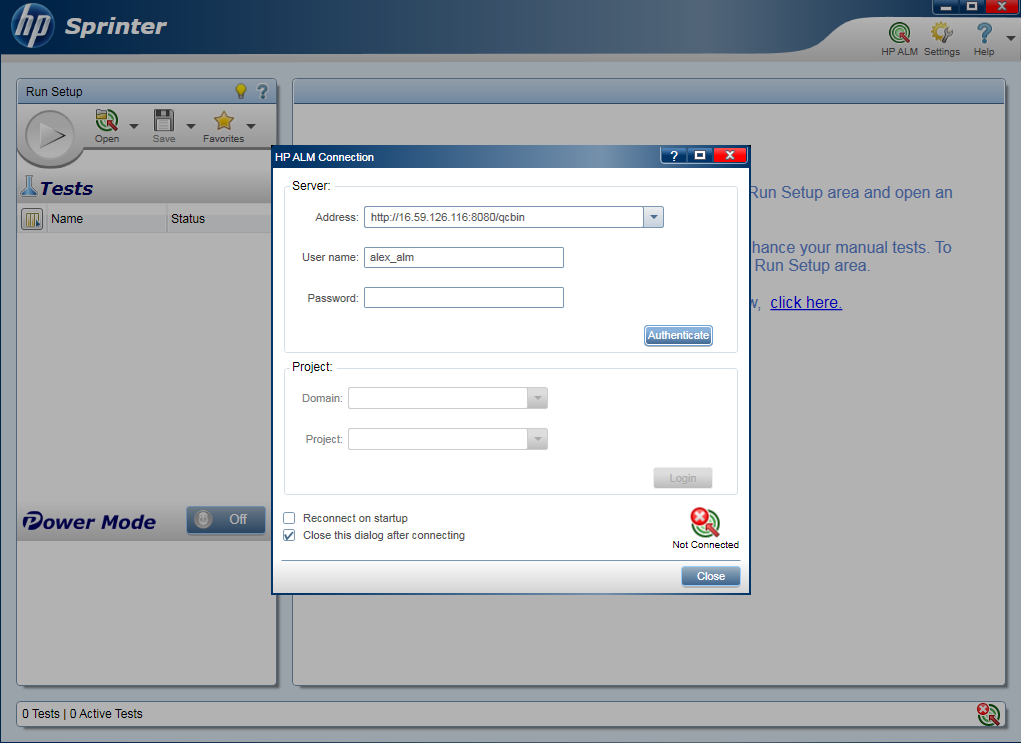 hp Sprinter
HP ALM Settings Help
Run Setup
Open Save Favorites
Tests
Name Status
Run Setup area and open an
hance your manual tests. To
Run Setup area.
click here.
HP ALM Connection
Server:
Address: http://16.59.126.116:8080/qcbin
User name: alex_alm
Password:
Authenticate
Project:
Domain:
Project:
Login
Reconnect on startup
Close this dialog after connecting
Not Connected
Close
Power Mode Off
0 Tests | 0 Active Tests